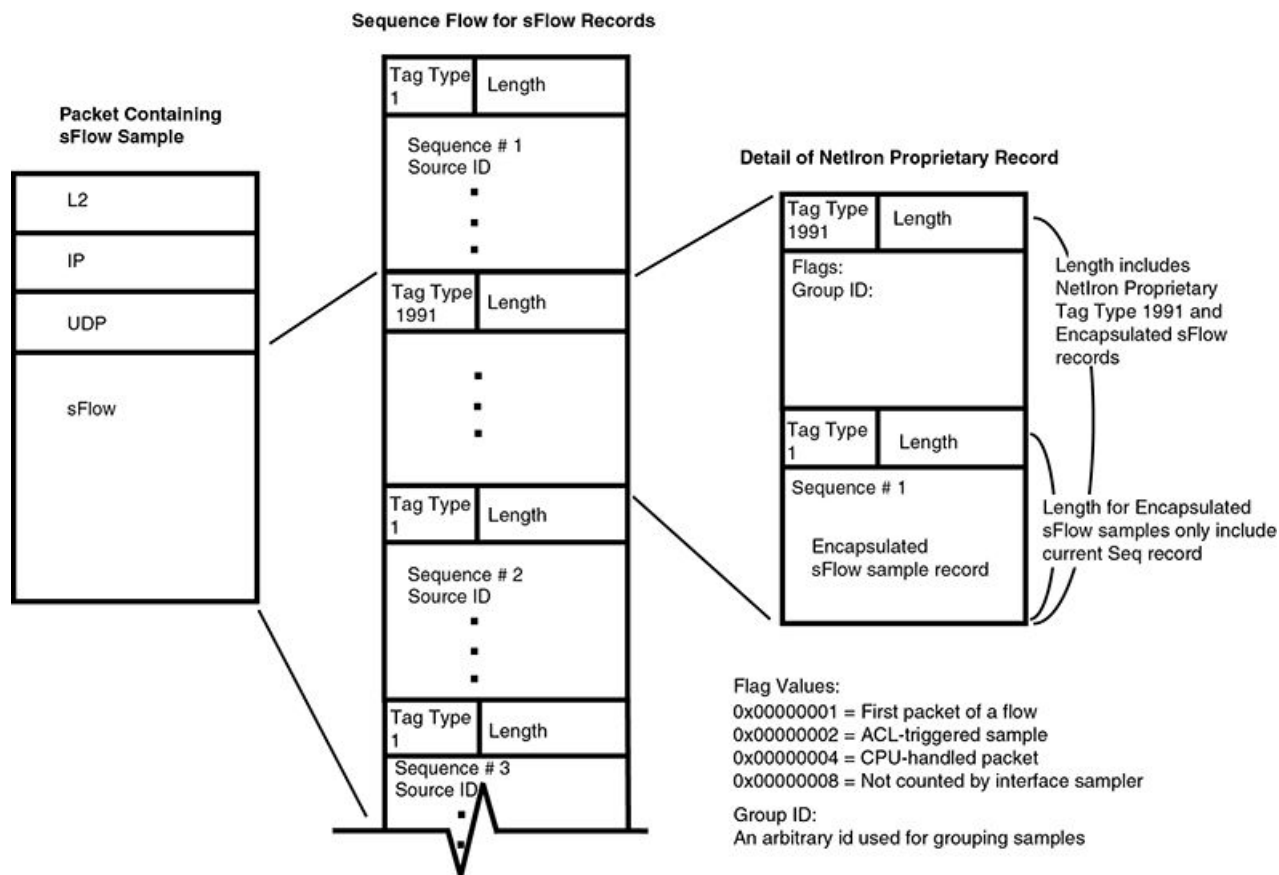 Sequence Flow for sFlow Records
Packet Containing
sFlow Sample
L2
IP
UDP
sFlow
Tag Type
1
Length
Sequence # 1
Source ID
Tag Type
1991
Length
Tag Type
1
Length
Sequence # 2
Source ID
Tag Type
1
Length
Sequence # 3
Source ID
Detail of NetIron Proprietary Record
Tag Type
1991
Length
Flags:
Group ID:
Tag Type
1
Length
Sequence # 1
Encapsulated
sFlow sample record
Length includes
NetIron Proprietary
Tag Type 1991 and
Encapsulated sFlow
records
Length for Encapsulated
sFlow samples only include
current Seq record
Flag Values:
0x00000001 = First packet of a flow
0x00000002 = ACL-triggered sample
0x00000004 = CPU-handled packet
0x00000008 = Not counted by interface sampler
Group ID:
An arbitrary id used for grouping samples